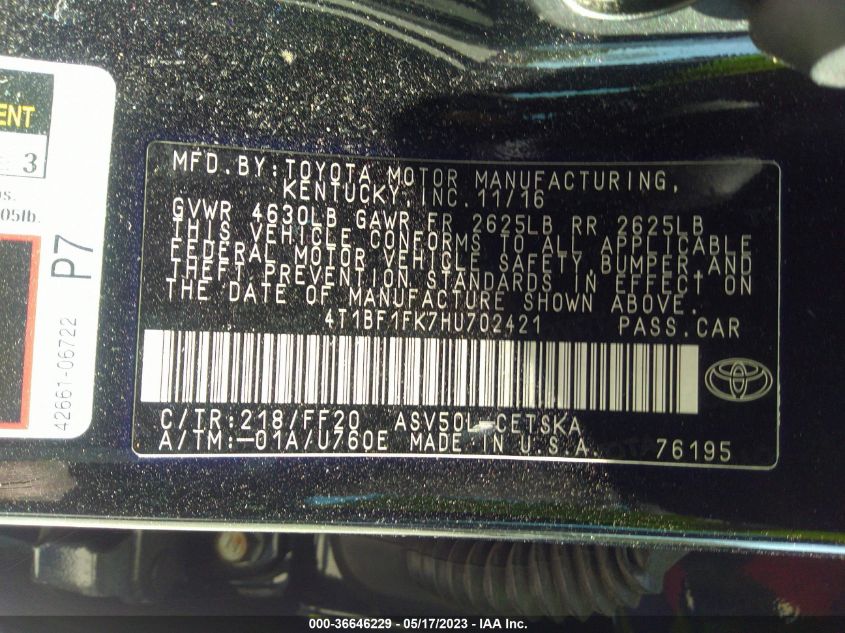 ENT
3
s.
05lb.
P7
42661-06722
MFD.BY:TOYOTA MOTOR MANUFACTURING,
KENTUCKY,INC.11/16
GVWR 4630LB GAWR FR 2625LB RR 2625LB
THIS VEHICLE CONFORMS TO ALL APPLICABLE
FEDERAL MOTOR VEHICLE SAFETY,BUMPER,AND
THEFT PREVENTION STANDARDS IN EFFECT ON
THE DATE OF MANUFACTURE SHOWN ABOVE.
4T1BF1FK7HU702421 PASS.CAR
C/TR:218/FF20 ASV50L-CETSKA
A/TM:-01A/U760E MADE IN U.S.A. 76195
000-36646229 — 05/17/2023 — IAA Inc.